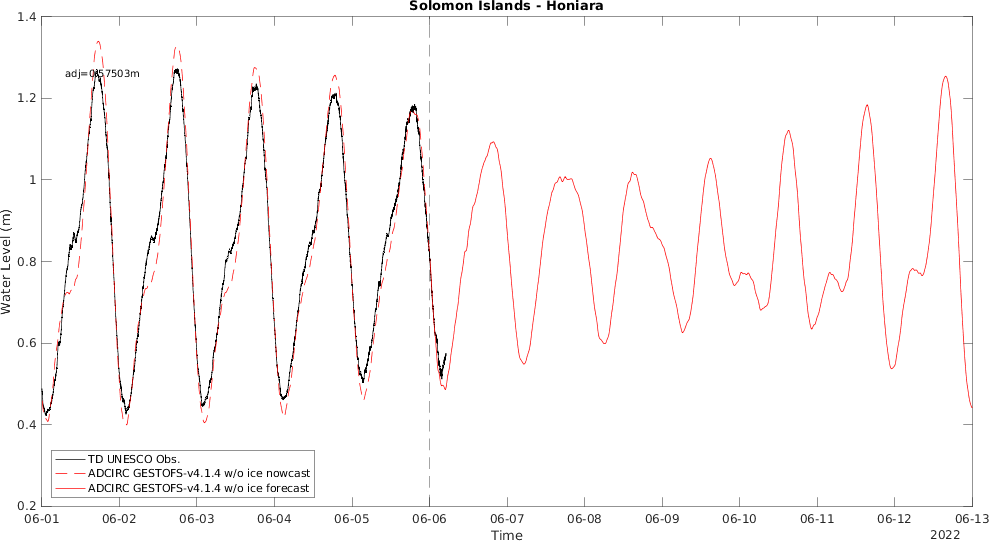 Solomon Islands - Honiara
1.4
1.2
1
0.8
0.6
0.4
0.2
Water Level (m)
adj=0.57503m
TD UNESCO Obs.
ADCIRC GESTOFS-v4.1.4 w/o ice nowcast
ADCIRC GESTOFS-v4.1.4 w/o ice forecast
06-01 06-02 06-03 06-04 06-05 06-06 06-07 06-08 06-09 06-10 06-11 06-12 06-13
Time
2022